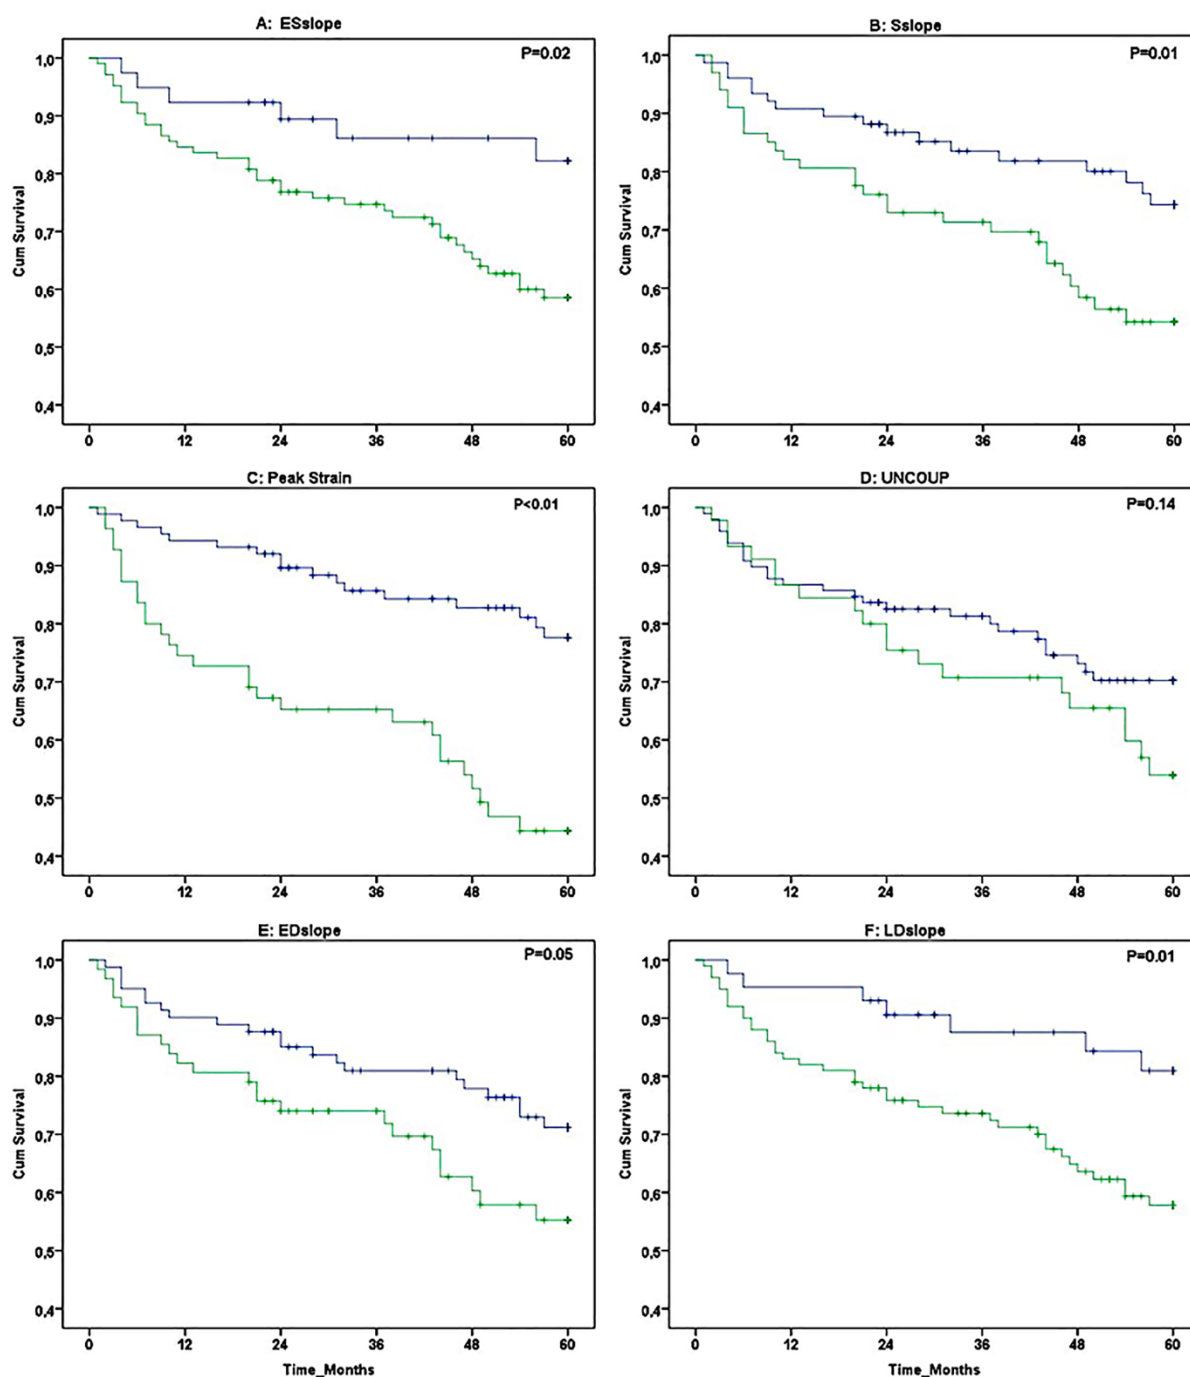 A: ESslope
P=0.02
Cum Survival
1,0
0,9
0,8
0,7
0,6
0,5
0,4
0 12 24 36 48 60
B: Sslope
P=0.01
Cum Survival
1,0
0,9
0,8
0,7
0,6
0,5
0,4
0 12 24 36 48 60
C: Peak Strain
P<0.01
Cum Survival
1,0
0,9
0,8
0,7
0,6
0,5
0,4
0 12 24 36 48 60
D: UNCOUP
P=0.14
Cum Survival
1,0
0,9
0,8
0,7
0,6
0,5
0,4
0 12 24 36 48 60
E: EDslope
P=0.05
Cum Survival
1,0
0,9
0,8
0,7
0,6
0,5
0,4
0 12 24 36 48 60
Time_Months
F: LDslope
P=0.01
Cum Survival
1,0
0,9
0,8
0,7
0,6
0,5
0,4
0 12 24 36 48 60
Time_Months